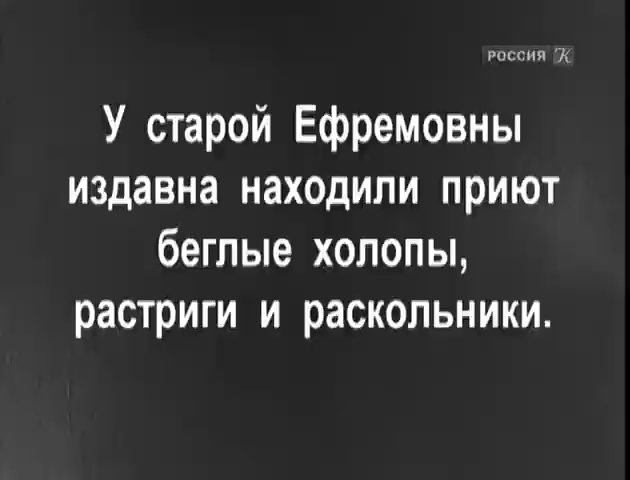 РОССИЯ К
У старой Ефремовны
издавна находили приют
беглые холопы,
растриги и раскольники.